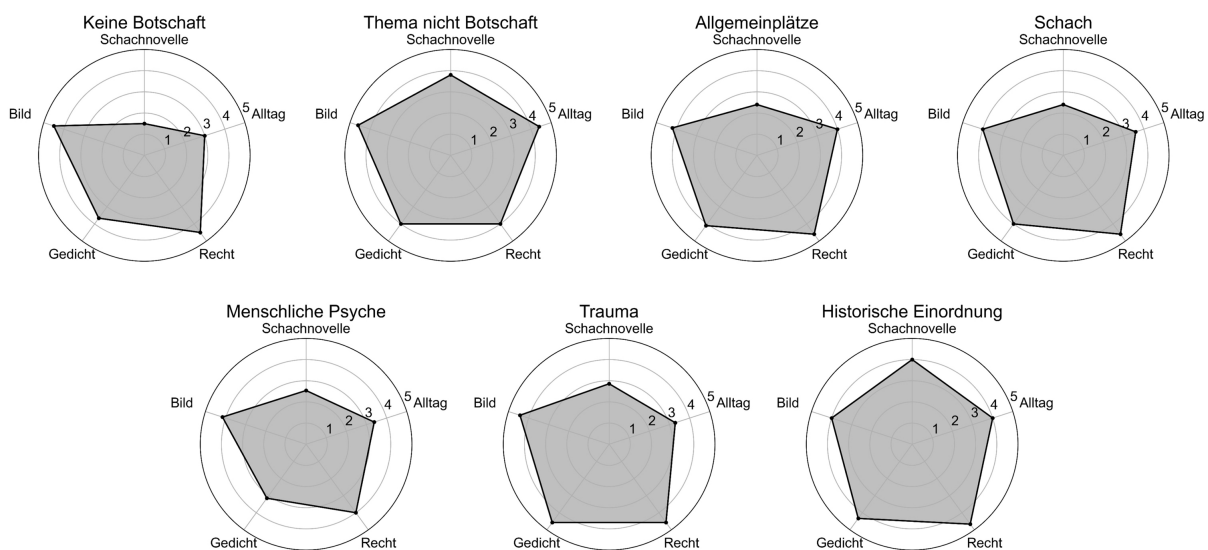 Keine Botschaft
Schachnovelle
Bild
5
Alltag
4
3
2
1
Gedicht
Recht
Thema nicht Botschaft
Schachnovelle
Bild
5
Alltag
4
3
2
1
Gedicht
Recht
Allgemeinplätze
Schachnovelle
Bild
5
Alltag
4
3
2
1
Gedicht
Recht
Schach
Schachnovelle
Bild
5
Alltag
4
3
2
1
Gedicht
Recht
Menschliche Psyche
Schachnovelle
Bild
5
Alltag
4
3
2
1
Gedicht
Recht
Trauma
Schachnovelle
Bild
5
Alltag
4
3
2
1
Gedicht
Recht
Historische Einordnung
Schachnovelle
Bild
5
Alltag
4
3
2
1
Gedicht
Recht